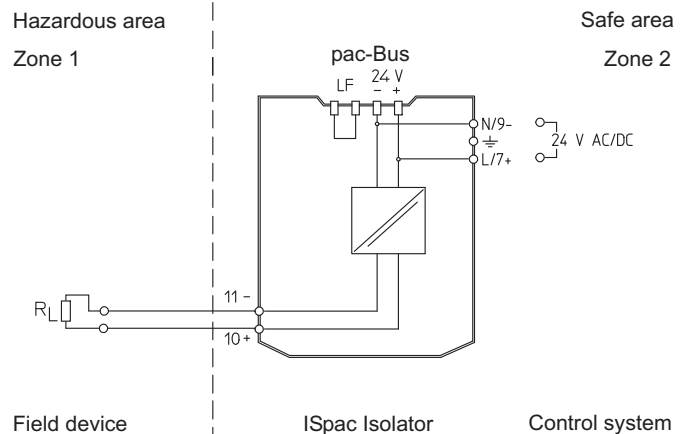 Hazardous area
Safe area
Zone 1
pac-Bus
Zone 2
LF
24 V
- +
N/9-
24 V AC/DC
L/7+
11 -
RL
10 +
Field device
ISpac Isolator
Control system